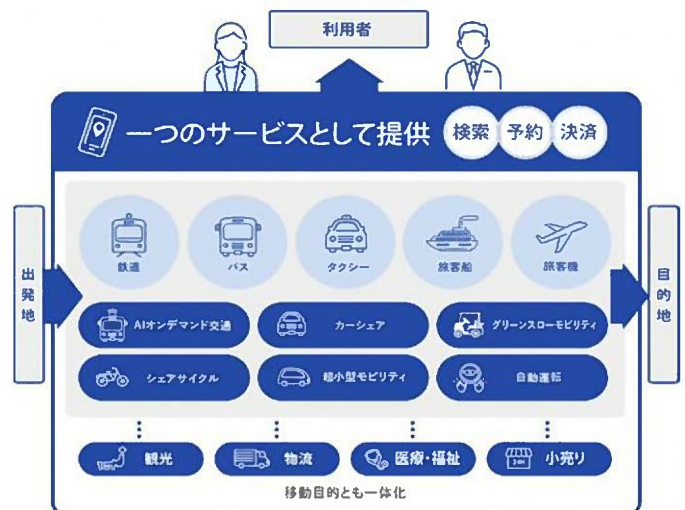 利用者
一つのサービスとして提供
検索 予約 決済
出発地
鉄道 バス タクシー 旅客船 旅客機
AIオンデマンド交通 カーシェア グリーンスローモビリティ
シェアサイクル 超小型モビリティ 自動運転
目的地
観光 物流 医療・福祉 小売り
24H
移動目的とも一体化